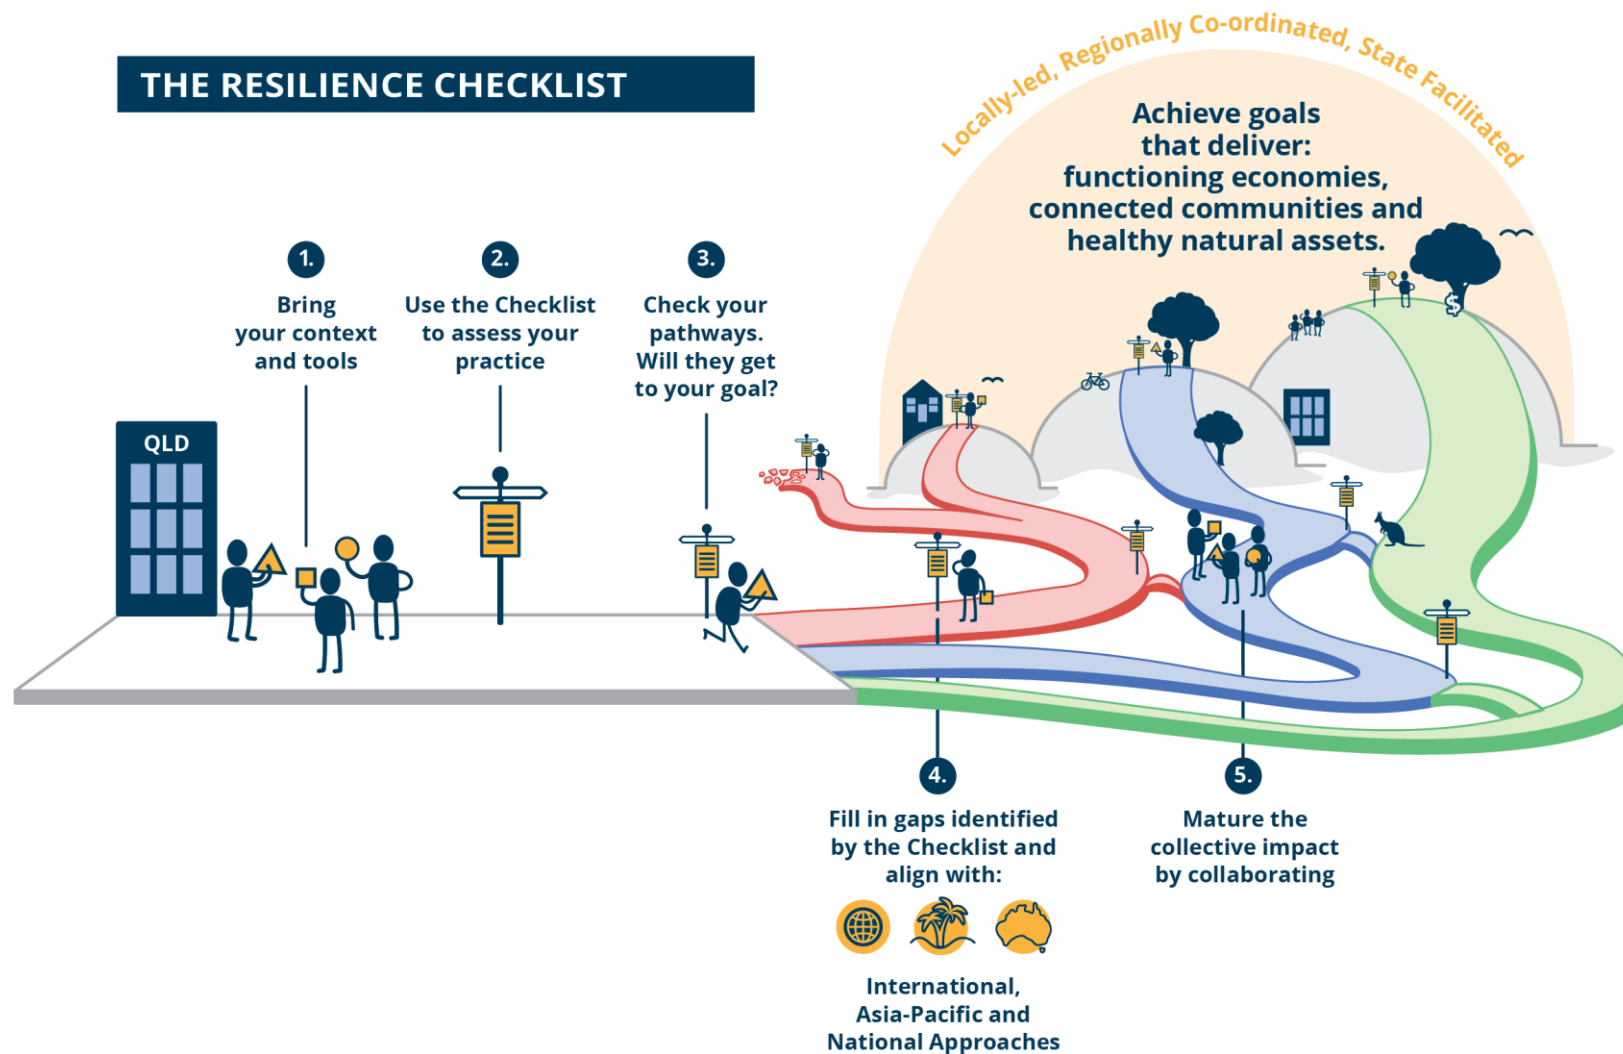 THE RESILIENCE CHECKLIST
Locally-led, Regionally Co-ordinated, State Facilitated
Achieve goals
that deliver:
functioning economies,
connected communities and
healthy natural assets.
1.
Bring
your context
and tools
2.
Use the Checklist
to assess your
practice
3.
Check your
pathways.
Will they get
to your goal?
QLD
$
4.
Fill in gaps identified
by the Checklist and
align with:
International,
Asia-Pacific and
National Approaches
5.
Mature the
collective impact
by collaborating